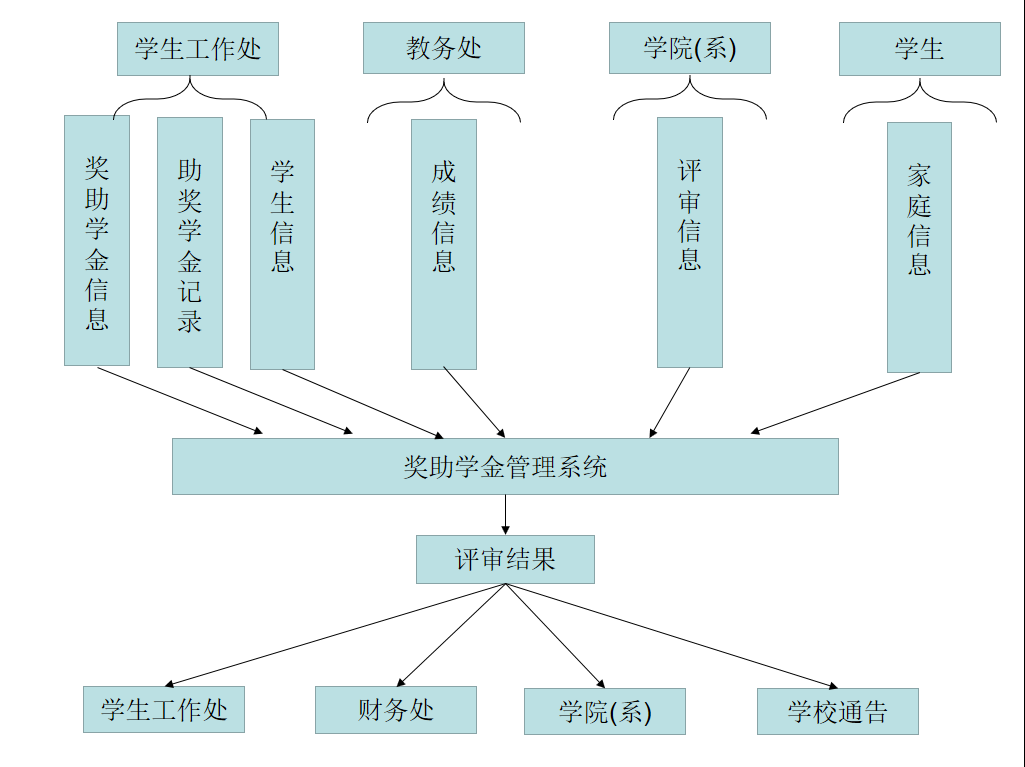 学生工作处
教务处
学院(系)
学生
奖助学金信息
助奖学金记录
学生信息
成绩信息
评审信息
家庭信息
奖助学金管理系统
评审结果
学生工作处
财务处
学院(系)
学校通告